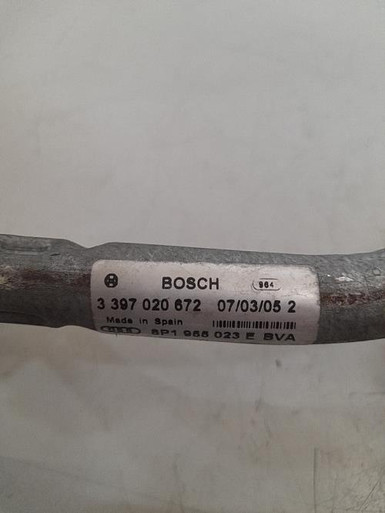 BOSCH 964
3 397 020 672 07/03/05 2
Made in Spain
8P1 955 023 E BVA